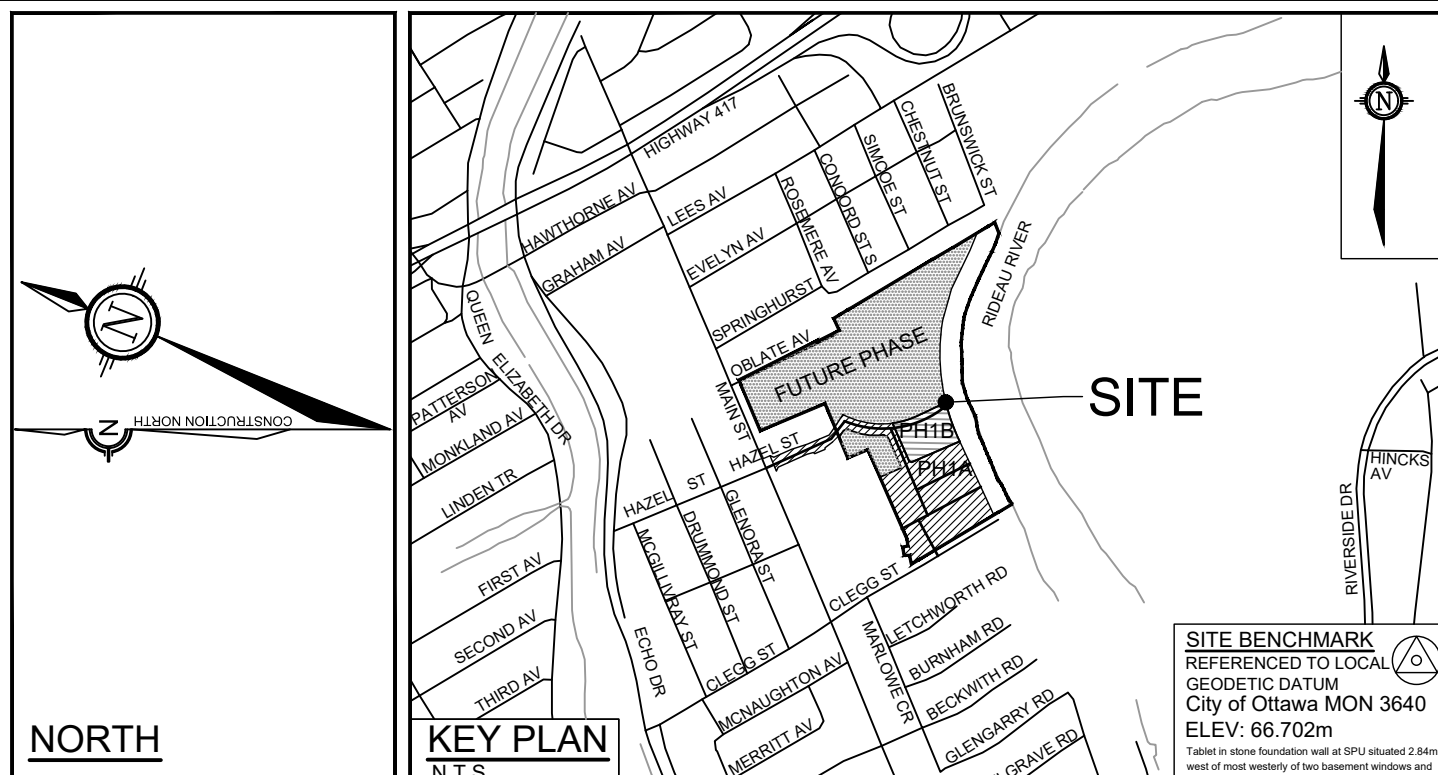 N
CONSTRUCTION NORTH
N
NORTH
HIGHWAY 417
HAWTHORNE AV
GRAHAM AV
LEES AV
EVELYN AV
ROSEMERE AV
CONCORD ST S
SIMCOE ST
CHESTNUT ST
BRUNSWICK ST
SPRINGHURST
OBLATE AV
QUEEN ELIZABETH DR
MAIN ST
FUTURE PHASE
RIDEAU RIVER
SITE
PH1B
PH1A
PATTERSON
AV
MONKLAND AV
LINDEN TR
HAZEL ST
HAZEL ST
GLENORA ST
DRUMMOND ST
MCGILLIVRAY ST
FIRST AV
SECOND AV
THIRD AV
ECHO DR
CLEGG ST
CLEGG ST
MCNAUGHTON AV
MERRITT AV
MARLOWE CR
LETCHWORTH RD
BURNHAM RD
BECKWITH RD
GLENGARRY RD
LGRAVE RD
KEY PLAN
N.T.S.
N
RIVERSIDE DR
HINCKS
AV
SITE BENCHMARK
REFERENCED TO LOCAL
GEODETIC DATUM
City of Ottawa MON 3640
ELEV: 66.702m
Tablet in stone foundation wall at SPU situated 2.84m
west of most westerly of two basement windows and